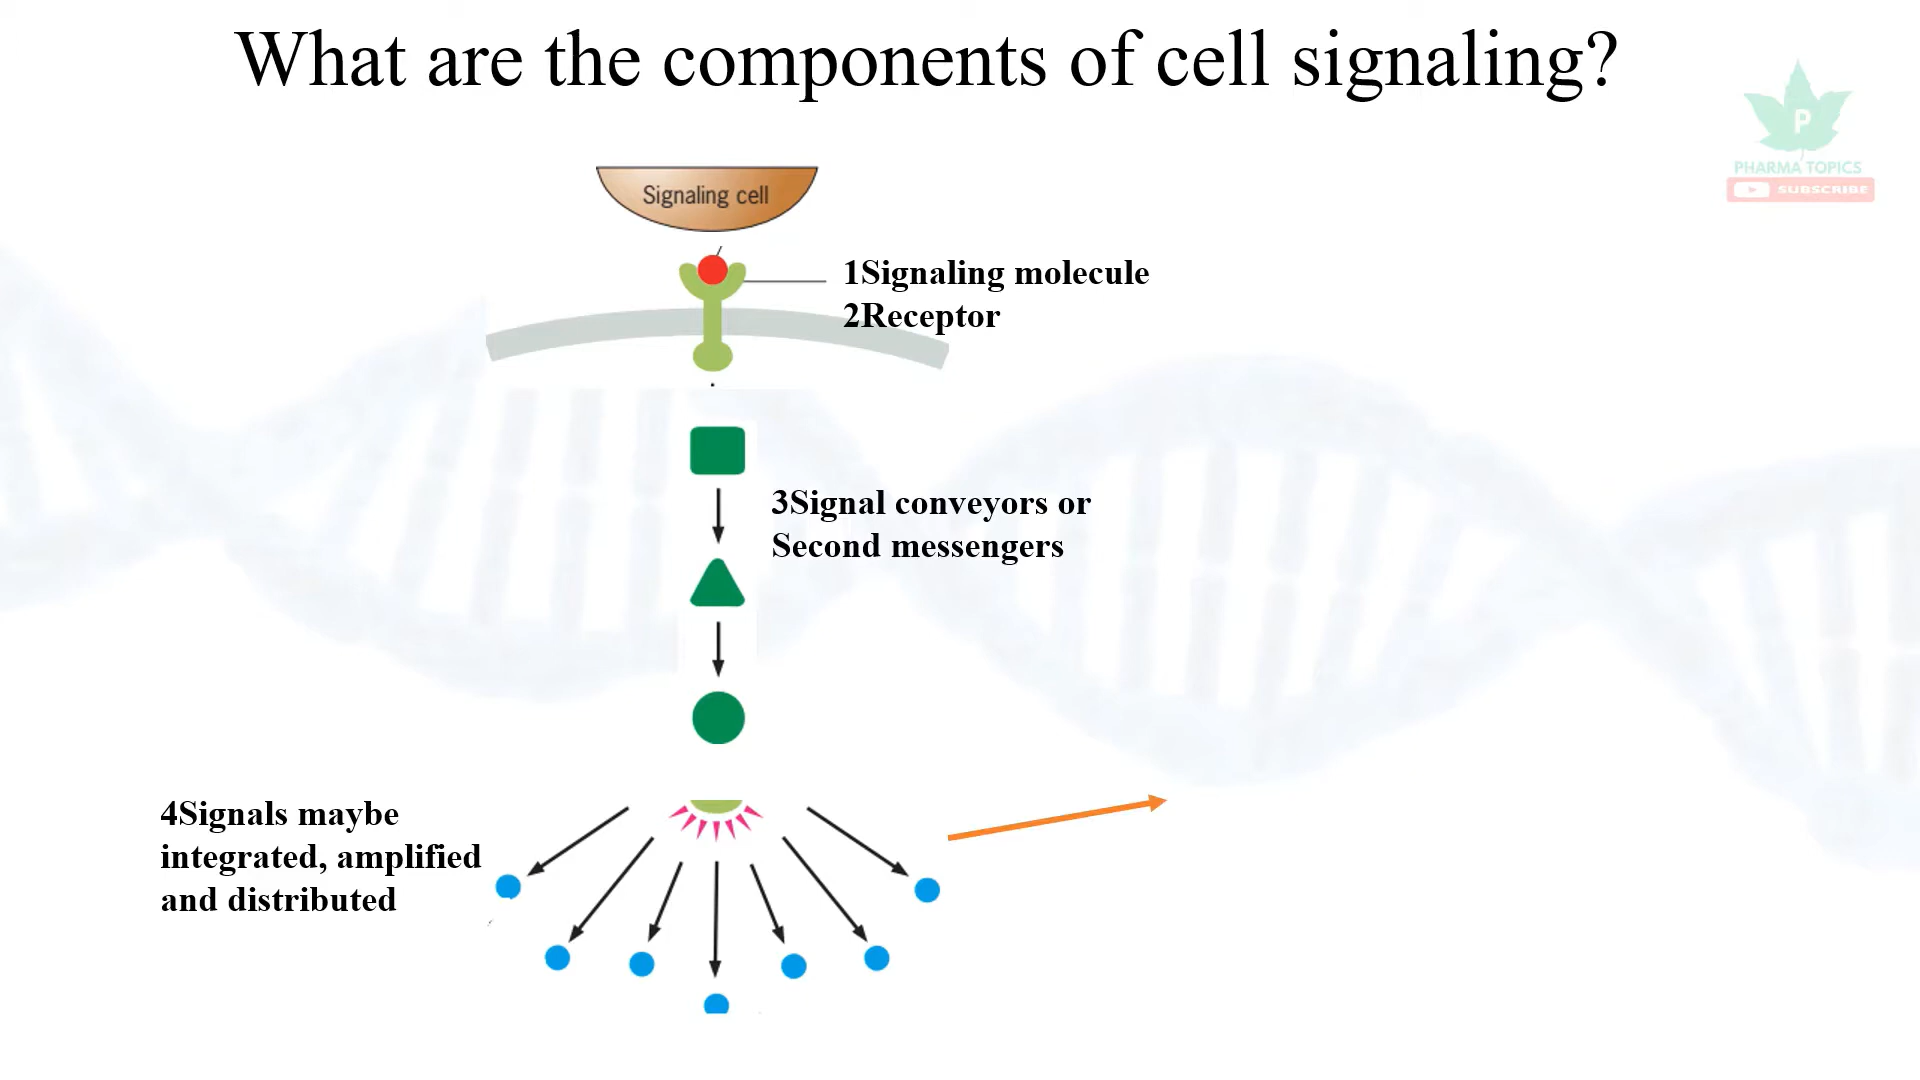 What are the components of cell signaling?
P
PHARMA TOPICS
SUBSCRIBE
Signaling cell
1Signaling molecule
2Receptor
3Signal conveyors or
Second messengers
4Signals maybe
integrated, amplified
and distributed